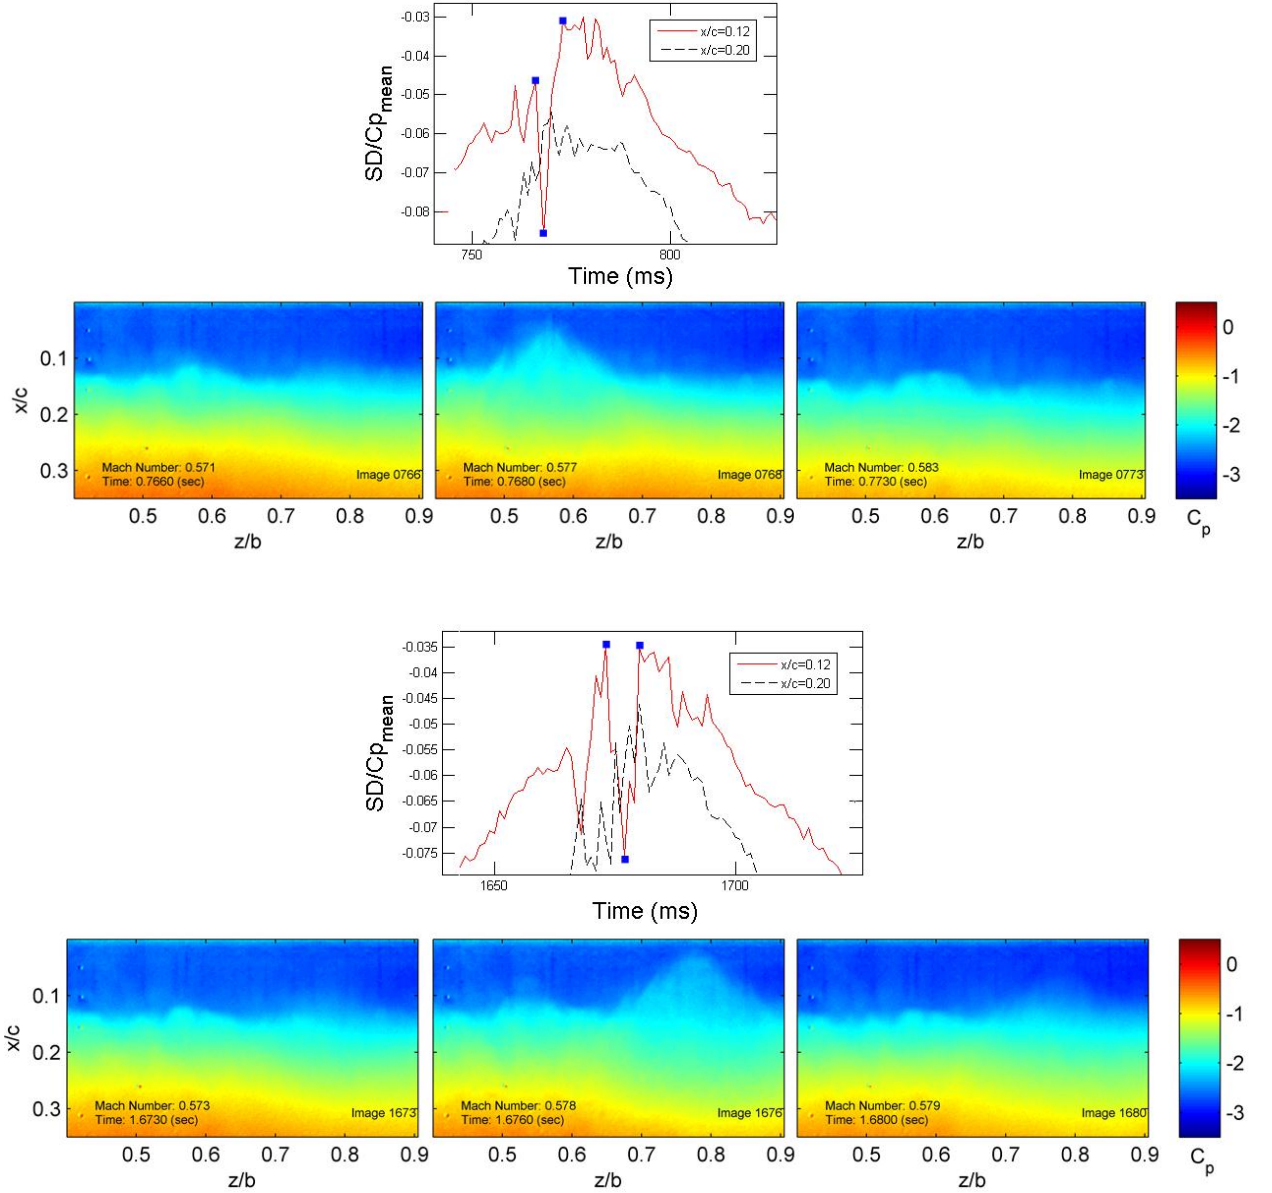 -0.03
-0.04
-0.05
-0.06
-0.07
-0.08
SD/Cpmean
x/c=0.12
x/c=0.20
750 800
Time (ms)
0.1
0.2
0.3
x/c
Mach Number: 0.571
Time: 0.7660 (sec)
Image 0766
Mach Number: 0.577
Time: 0.7680 (sec)
Image 0768
Mach Number: 0.583
Time: 0.7730 (sec)
Image 0773
0
-1
-2
-3
0.5 0.6 0.7 0.8 0.9 0.5 0.6 0.7 0.8 0.9 0.5 0.6 0.7 0.8 0.9
Cp
z/b z/b z/b
-0.035
-0.04
-0.045
-0.05
-0.055
-0.06
-0.065
-0.07
-0.075
SD/Cpmean
x/c=0.12
x/c=0.20
1650 1700
Time (ms)
0.1
0.2
0.3
x/c
Mach Number: 0.573
Time: 1.6730 (sec)
Image 1673
Mach Number: 0.578
Time: 1.6760 (sec)
Image 1676
Mach Number: 0.579
Time: 1.6800 (sec)
Image 1680
0
-1
-2
-3
0.5 0.6 0.7 0.8 0.9 0.5 0.6 0.7 0.8 0.9 0.5 0.6 0.7 0.8 0.9
Cp
z/b z/b z/b